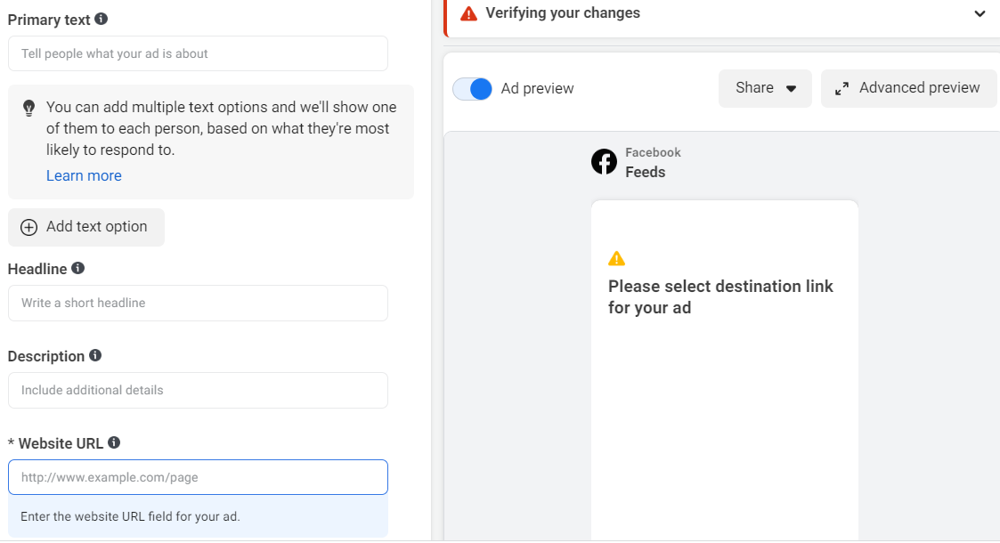 Primary text
Tell people what your ad is about
You can add multiple text options and we'll show one
of them to each person, based on what they're most
likely to respond to.
Learn more
Add text option
Headline
Write a short headline
Description
Include additional details
* Website URL
http://www.example.com/page
Enter the website URL field for your ad.
Verifying your changes
Ad preview
Share
Advanced preview
Facebook
Feeds
Please select destination link
for your ad